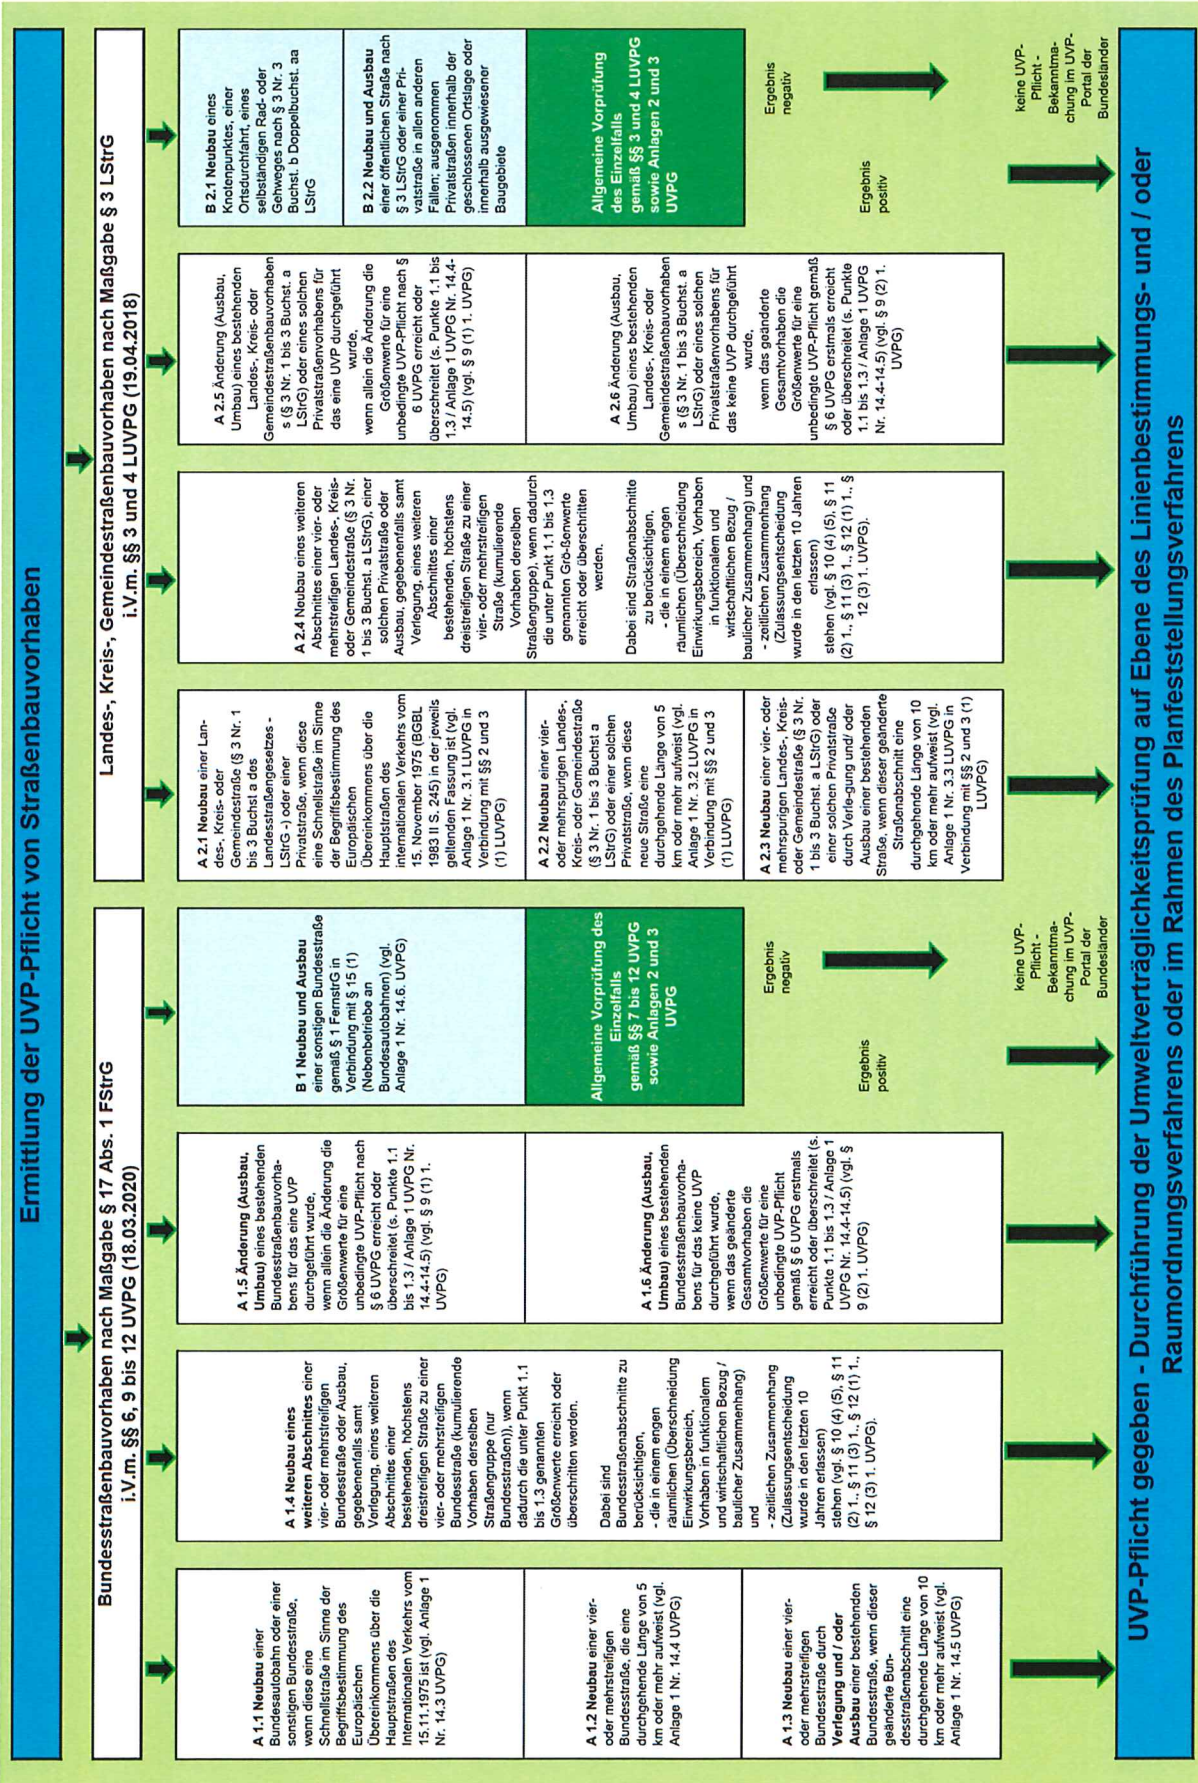 Ermittlung der UVP-Pflicht von Straßenbauvorhaben
Bundesstraßenbauvorhaben nach Maßgabe § 17 Abs. 1 FStrG
i.V.m. §§ 6, 9 bis 12 UVPG (18.03.2020)
A 1.1 Neubau einer
Bundesautobahn oder einer
sonstigen Bundesstraße,
wenn diese eine
Schnellstraße im Sinne der
Begriffsbestimmung des
Europäischen
Übereinkommens über die
Hauptstraßen des
Internationalen Verkehrs vom
15.11.1975 ist (vgl. Anlage 1
Nr. 14.3 UVPG)
A 1.2 Neubau einer vier-
oder mehrstreifigen
Bundesstraße, die eine
durchgehende Länge von 5
km oder mehr aufweist (vgl.
Anlage 1 Nr. 14.4 UVPG)
A 1.3 Neubau einer vier-
oder mehrstreifigen
Bundesstraße durch
Verlegung und / oder
Ausbau einer bestehenden
Bundesstraße, wenn dieser
geänderte Bun-
desstraßenabschnitt eine
durchgehende Länge von 10
km oder mehr aufweist (vgl.
Anlage 1 Nr. 14.5 UVPG)
A 1.4 Neubau eines
weiteren Abschnittes einer
vier- oder mehrstreifigen
Bundesstraße oder Ausbau,
gegebenenfalls samt
Verlegung, eines weiteren
Abschnittes einer
bestehenden, höchstens
dreistreifigen Straße zu einer
vier- oder mehrstreifigen
Bundesstraße (kumulierende
Vorhaben derselben
Straßengruppe (nur
Bundesstraßen)), wenn
dadurch die unter Punkt 1.1
bis 1.3 genannten
Größenwerte erreicht oder
überschritten werden.
Dabei sind
Bundesstraßenabschnitte zu
berücksichtigen,
- die in einem engen
räumlichen (Überschneidung
Einwirkungsbereich,
Vorhaben in funktionalem
und wirtschaftlichen Bezug /
baulicher Zusammenhang)
und
- zeitlichen Zusammenhang
(Zulassungsentscheidung
wurde in den letzten 10
Jahren erlassen)
stehen (vgl. § 10 (4) (5), § 11
(2) 1., § 11 (3) 1., § 12 (1) 1.,
§ 12 (3) 1. UVPG).
A 1.5 Änderung (Ausbau,
Umbau) eines bestehenden
Bundesstraßenbauvorha-
bens für das eine UVP
durchgeführt wurde,
wenn allein die Änderung die
Größenwerte für eine
unbedingte UVP-Pflicht nach
§ 6 UVPG erreicht oder
überschreitet (s. Punkte 1.1
bis 1.3 / Anlage 1 UVPG Nr.
14.4-14.5) (vgl. § 9 (1) 1.
UVPG)
A 1.6 Änderung (Ausbau,
Umbau) eines bestehenden
Bundesstraßenbauvorha-
bens für das keine UVP
durchgeführt wurde,
wenn das geänderte
Gesamtvorhaben die
Größenwerte für eine
unbedingte UVP-Pflicht
gemäß § 6 UVPG erstmals
erreicht oder überschreitet (s.
Punkte 1.1 bis 1.3 / Anlage 1
UVPG Nr. 14.4-14.5) (vgl. §
9 (2) 1. UVPG)
B 1 Neubau und Ausbau
einer sonstigen Bundesstraße
gemäß § 1 FernstrG in
Verbindung mit § 15 (1)
(Nebenbetriebe an
Bundesautobahnen) (vgl.
Anlage 1 Nr. 14.6. UVPG)
Allgemeine Vorprüfung des
Einzelfalls
gemäß §§ 7 bis 12 UVPG
sowie Anlagen 2 und 3
UVPG
Ergebnis
positiv
Ergebnis
negativ
keine UVP-
Pflicht -
Bekanntma-
chung im UVP-
Portal der
Bundesländer
Landes-, Kreis-, Gemeindestraßenbauvorhaben nach Maßgabe § 3 LStrG
i.V.m. §§ 3 und 4 LUVPG (19.04.2018)
A 2.1 Neubau einer Lan-
des-, Kreis- oder
Gemeindestraße (§ 3 Nr. 1
bis 3 Buchst.a des
Landesstraßengesetzes -
LStrG -) oder einer
Privatstraße, wenn diese
eine Schnellstraße im Sinne
der Begriffsbestimmung des
Europäischen
Übereinkommens über die
Hauptstraßen des
internationalen Verkehrs vom
15. November 1975 (BGBL
1983 II S. 245) in der jeweils
geltenden Fassung ist (vgl.
Anlage 1 Nr. 3.1 LUVPG in
Verbindung mit §§ 2 und 3
(1) LUVPG)
A 2.2 Neubau einer vier-
oder mehrspurigen Landes-,
Kreis- oder Gemeindestraße
(§ 3 Nr. 1 bis 3 Buchst a
LStrG) oder einer solchen
Privatstraße, wenn diese
neue Straße eine
durchgehende Länge von 5
km oder mehr aufweist (vgl.
Anlage 1 Nr. 3.2 LUVPG in
Verbindung mit §§ 2 und 3
(1) LUVPG)
A 2.3 Neubau einer vier- oder
mehrspurigen Landes-, Kreis-
oder Gemeindestraße (§ 3 Nr.
1 bis 3 Buchst. a LStrG) oder
einer solchen Privatstraße
durch Verle-gung und/ oder
Ausbau einer bestehenden
Straße, wenn dieser geänderte
Straßenabschnitt eine
durchgehende Länge von 10
km oder mehr aufweist (vgl.
Anlage 1 Nr. 3.3 LUVPG in
Verbindung mit §§ 2 und 3 (1)
LUVPG)
A 2.4 Neubau eines weiteren
Abschnittes einer vier- oder
mehrstreifigen Landes-, Kreis-
oder Gemeindestraße (§ 3 Nr.
1 bis 3 Buchst. a LStrG), einer
solchen Privatstraße oder
Ausbau, gegebenenfalls samt
Verlegung, eines weiteren
Abschnittes einer
bestehenden, höchstens
dreistreifigen Straße zu einer
vier- oder mehrstreifigen
Straße (kumulierende
Vorhaben derselben
Straßengruppe), wenn dadurch
die unter Punkt 1.1 bis 1.3
genannten Grö-ßenwerte
erreicht oder überschritten
werden.
Dabei sind Straßenabschnitte
zu berücksichtigen,
- die in einem engen
räumlichen (Überschneidung
Einwirkungsbereich, Vorhaben
in funktionalem und
wirtschaftlichen Bezug /
baulicher Zusammenhang) und
- zeitlichen Zusammenhang
(Zulassungsentscheidung
wurde in den letzten 10 Jahren
erlassen)
stehen (vgl. § 10 (4) (5), § 11
(2) 1., § 11 (3) 1., § 12 (1) 1., §
12 (3) 1. UVPG).
A 2.5 Änderung (Ausbau,
Umbau) eines bestehenden
Landes-, Kreis- oder
Gemeindestraßenbauvorhaben
s (§ 3 Nr. 1 bis 3 Buchst. a
LStrG) oder eines solchen
Privatstraßenvorhabens für
das eine UVP durchgeführt
wurde,
wenn allein die Änderung die
Größenwerte für eine
unbedingte UVP-Pflicht nach §
6 UVPG erreicht oder
überschreitet (s. Punkte 1.1 bis
1.3 / Anlage 1 UVPG Nr. 14.4-
14.5) (vgl. § 9 (1) 1. UVPG)
A 2.6 Änderung (Ausbau,
Umbau) eines bestehenden
Landes-, Kreis- oder
Gemeindestraßenbauvorhaben
s (§ 3 Nr. 1 bis 3 Buchst. a
LStrG) oder eines solchen
Privatstraßenvorhabens für
das keine UVP durchgeführt
wurde,
wenn das geänderte
Gesamtvorhaben die
Größenwerte für eine
unbedingte UVP-Pflicht gemäß
§ 6 UVPG erstmals erreicht
oder überschreitet (s. Punkte
1.1 bis 1.3 / Anlage 1 UVPG
Nr. 14.4-14.5) (vgl. § 9 (2) 1.
UVPG)
B 2.1 Neubau eines
Knotenpunktes, einer
Ortsdurchfahrt, eines
selbständigen Rad- oder
Gehweges nach § 3 Nr. 3
Buchst. b Doppelbuchst. aa
LStrG
B 2.2 Neubau und Ausbau
einer öffentlichen Straße nach
§ 3 LStrG oder einer Pri-
vatstraße in allen anderen
Fällen; ausgenommen
Privatstraßen innerhalb der
geschlossenen Ortslage oder
innerhalb ausgewiesener
Baugebiete
Allgemeine Vorprüfung
des Einzelfalls
gemäß §§ 3 und 4 LUVPG
sowie Anlagen 2 und 3
UVPG
Ergebnis
positiv
Ergebnis
negativ
keine UVP-
Pflicht -
Bekanntma-
chung im UVP-
Portal der
Bundesländer
UVP-Pflicht gegeben - Durchführung der Umweltverträglichkeitsprüfung auf Ebene des Linienbestimmungs- und / oder
Raumordnungsverfahrens oder im Rahmen des Planfeststellungsverfahrens